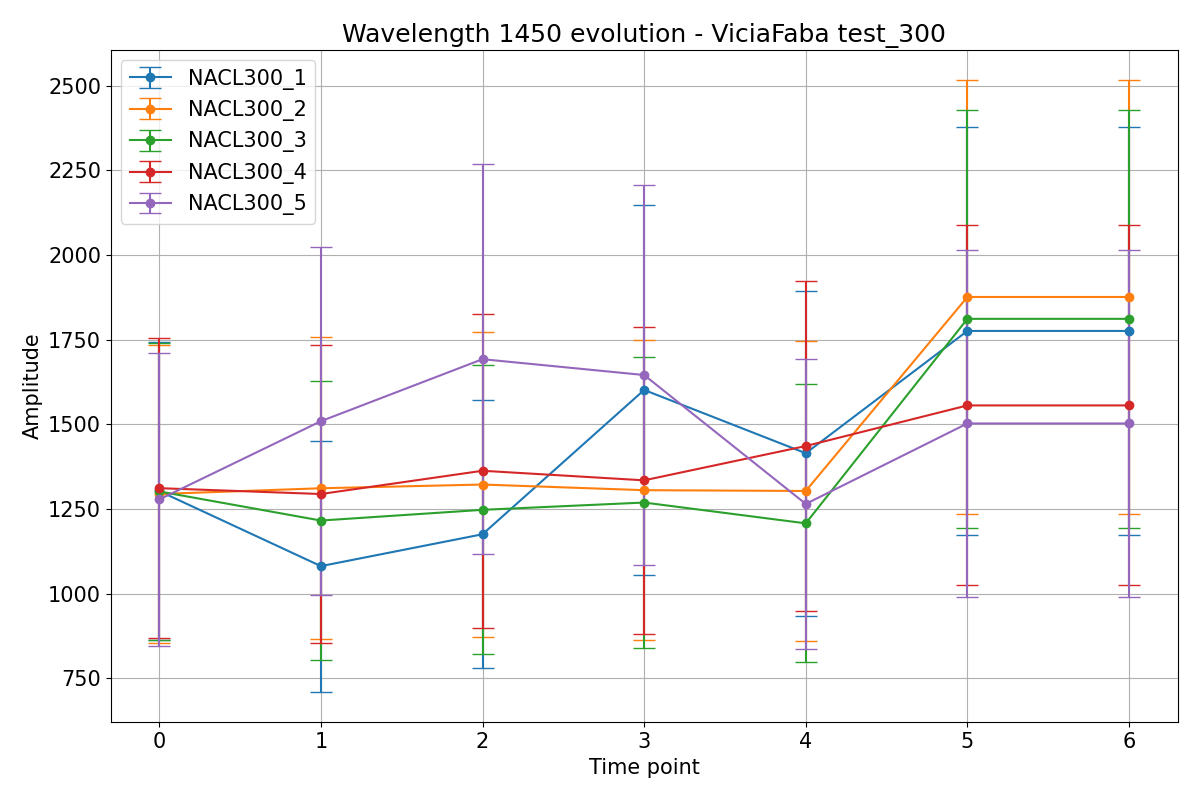 Wavelength 1450 evolution - ViciaFaba test_300
NACL300_1
NACL300_2
NACL300_3
NACL300_4
NACL300_5
2500
2250
2000
1750
1500
1250
1000
750
Amplitude
0 1 2 3 4 5 6
Time point